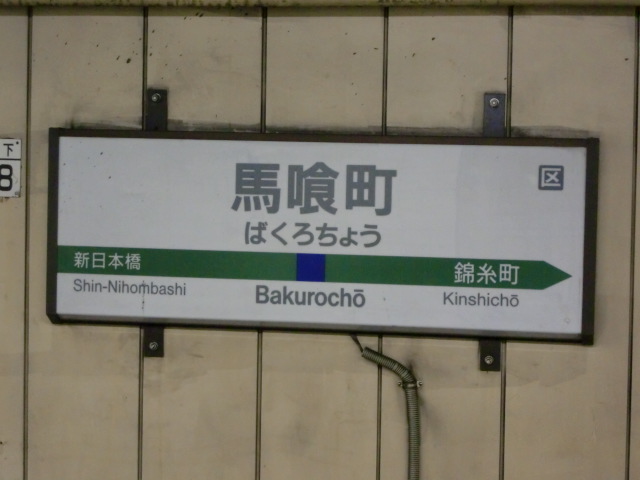 下
8
馬喰町
区
ばくろちょう
新日本橋
錦糸町
Shin-Nihombashi
Bakurochō
Kinshichō